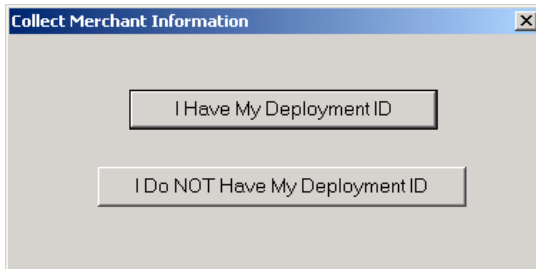 Collect Merchant Information
I Have My Deployment ID
I Do NOT Have My Deployment ID